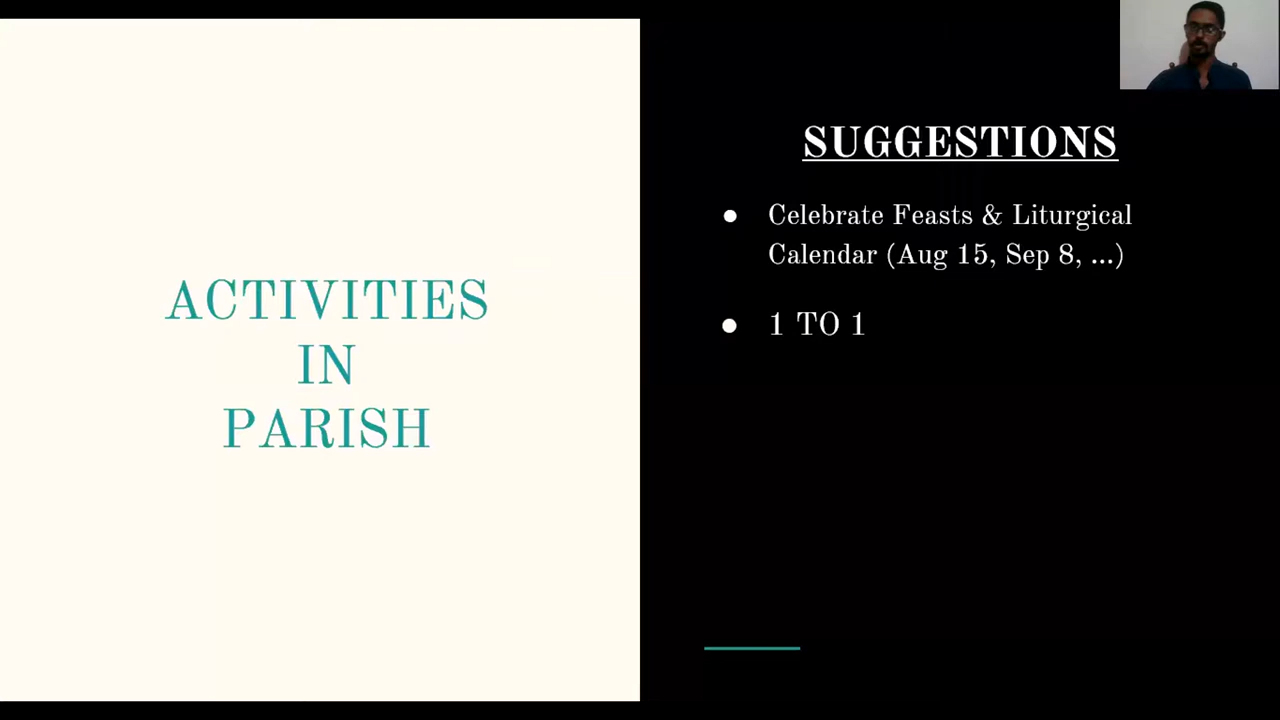 ACTIVITIES
IN
PARISH
SUGGESTIONS
● Celebrate Feasts & Liturgical
Calendar (Aug 15, Sep 8, ...)
● 1 TO 1